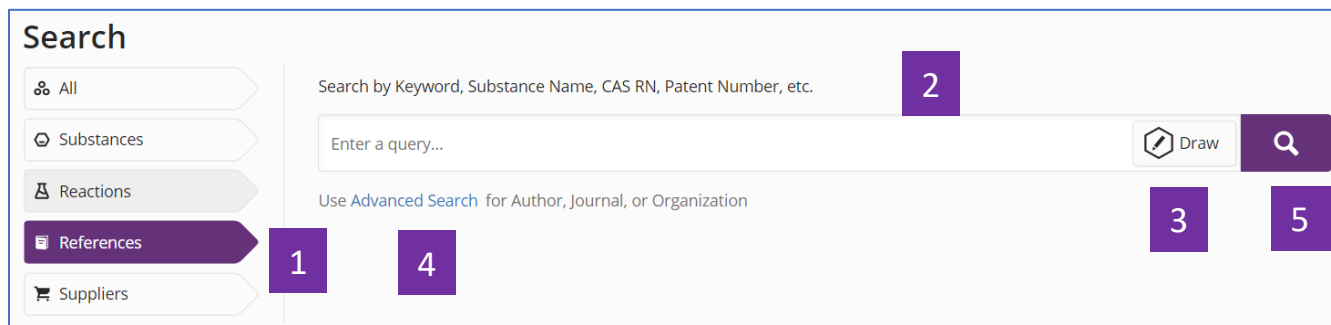 Search
All
Substances
Reactions
References
Suppliers
1
Search by Keyword, Substance Name, CAS RN, Patent Number, etc.
2
Enter a query...
Draw
Use Advanced Search for Author, Journal, or Organization
3
5
4